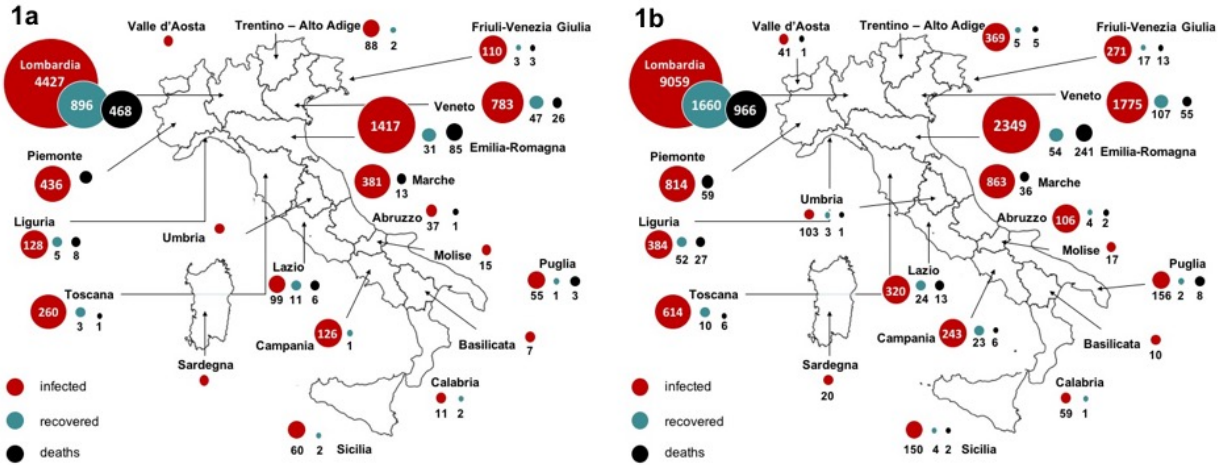 1a
Valle d'Aosta
Trentino – Alto Adige
88 2
Friuli-Venezia Giulia
110
3 3
Lombardia
4427
896
468
Veneto
783
47 26
1417
31 85
Emilia-Romagna
Piemonte
436
381
13
Marche
Abruzzo
37 1
Liguria
128
5 8
Umbria
Molise
15
Lazio
99 11 6
Puglia
55 1 3
Toscana
260
3 1
Campania
126
1
Basilicata
7
Sardegna
Calabria
11 2
60 2
Sicilia
infected
recovered
deaths
1b
Valle d'Aosta
41 1
Trentino – Alto Adige
369
5 5
Friuli-Venezia Giulia
271
17 13
Lombardia
9059
1660
966
Veneto
1775
107 55
2349
54 241
Emilia-Romagna
Piemonte
814
59
863
36
Marche
Umbria
103 3 1
Abruzzo
106
4 2
Liguria
384
52 27
Molise
17
Lazio
320
24 13
Puglia
156 2 8
Toscana
614
10 6
Campania
243
23 6
Basilicata
10
Sardegna
20
Calabria
59 1
150 4 2
Sicilia
infected
recovered
deaths